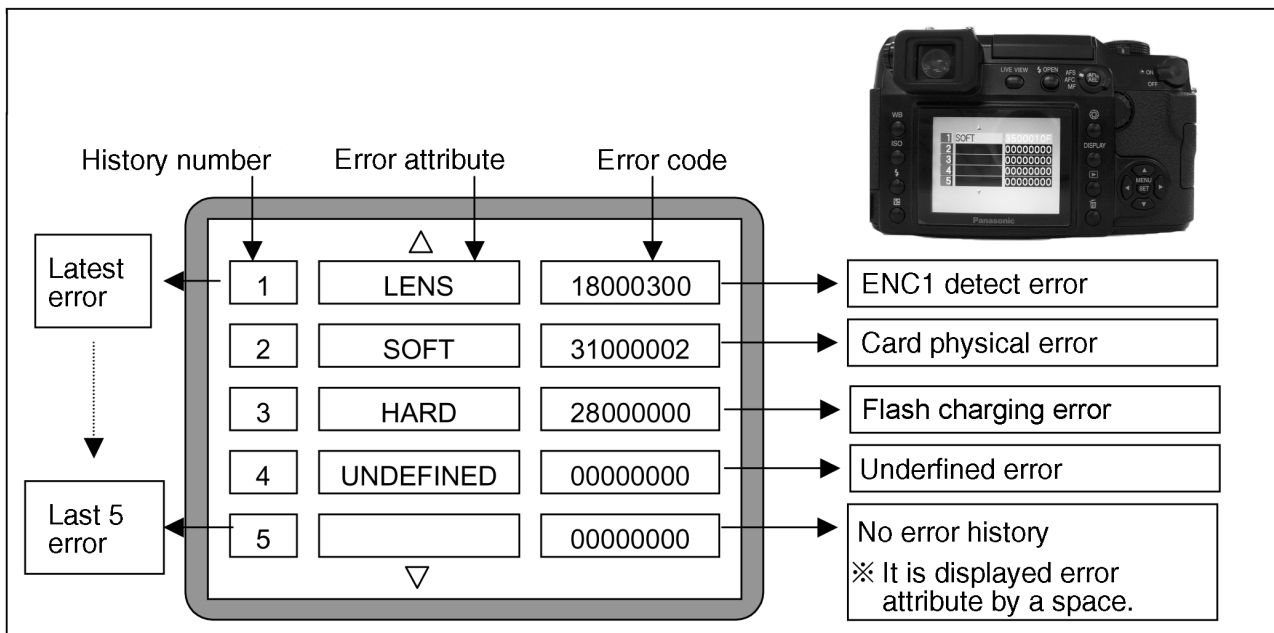 LIVE VIEW
OPEN
AFS
AFC
MF
ON
OFF
WB
ISO
DISPLAY
MENU
SET
1 SOFT 3500010F
2 00000000
3 00000000
4 00000000
5 00000000
Panasonic
History number
Error attribute
Error code
Latest
error
1 LENS 18000300 ENC1 detect error
2 SOFT 31000002 Card physical error
3 HARD 28000000 Flash charging error
4 UNDEFINED 00000000 Underfined error
Last 5
error
5 00000000 No error history
※ It is displayed error
attribute by a space.